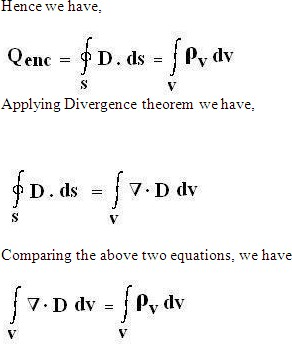 Hence we have,
Q enc = ∮ D . ds = ∫ ρv dv
S V
Applying Divergence theorem we have,
∮ D . ds = ∫ ∇ · D dv
S V
Comparing the above two equations, we have
∫ ∇ · D dv = ∫ ρv dv
V V